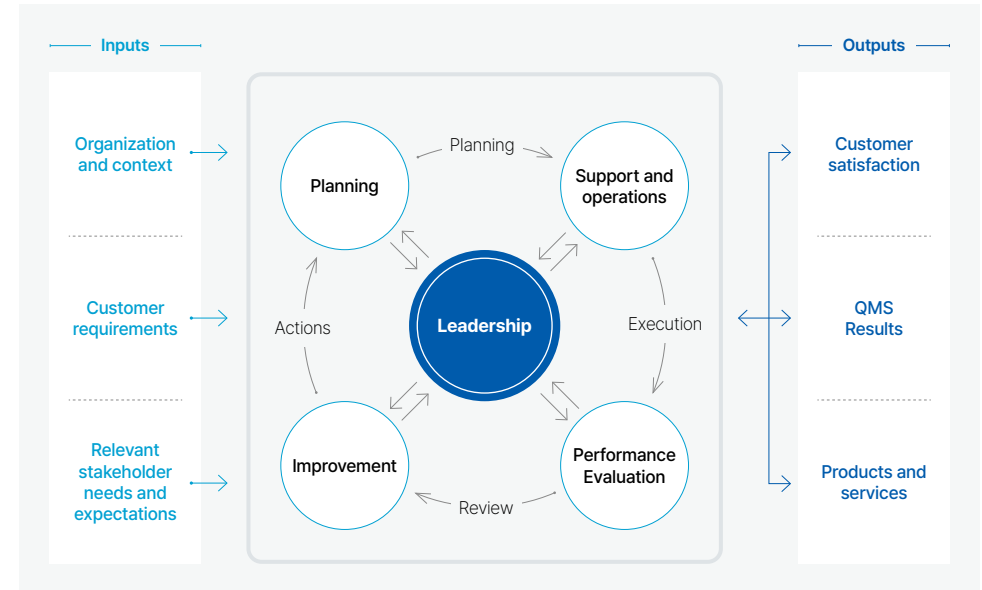 Inputs
Outputs
Organization
and context
Customer
requirements
Relevant
stakeholder
needs and
expectations
Planning
Planning
Support and
operations
Actions
Leadership
Execution
Improvement
Review
Performance
Evaluation
Customer
satisfaction
QMS
Results
Products and
services